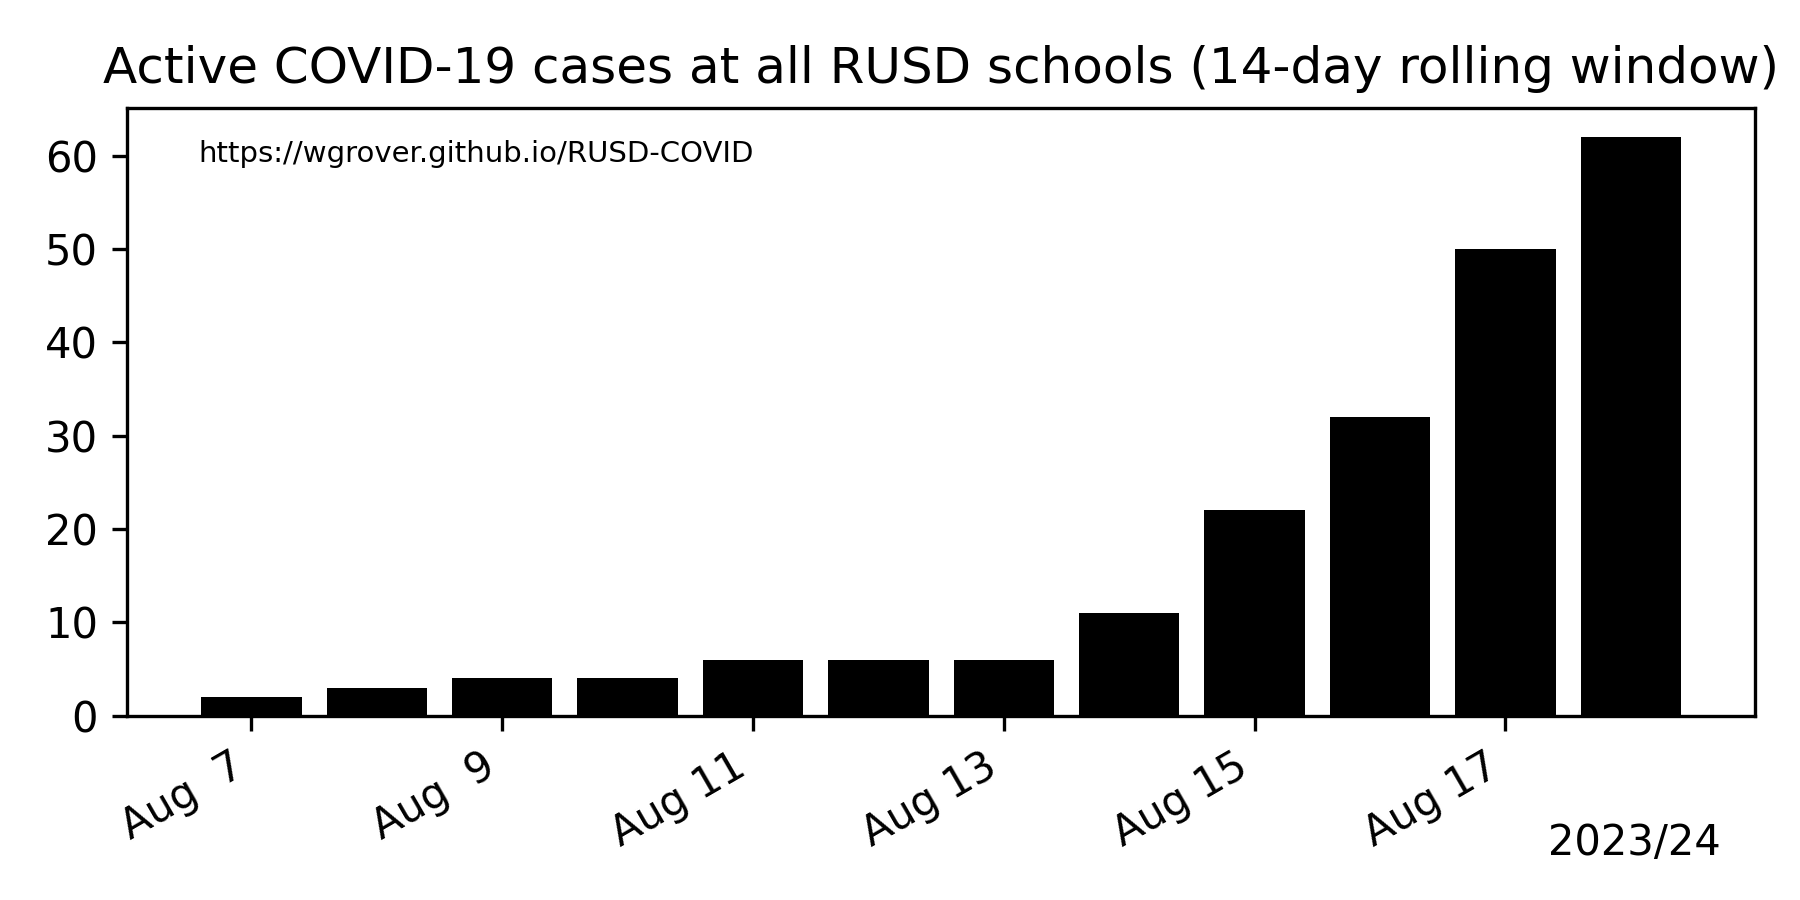 Active COVID-19 cases at all RUSD schools (14-day rolling window)
https://wgrover.github.io/RUSD-COVID
60
50
40
30
20
10
0
Aug 7
Aug 9
Aug 11
Aug 13
Aug 15
Aug 17
2023/24